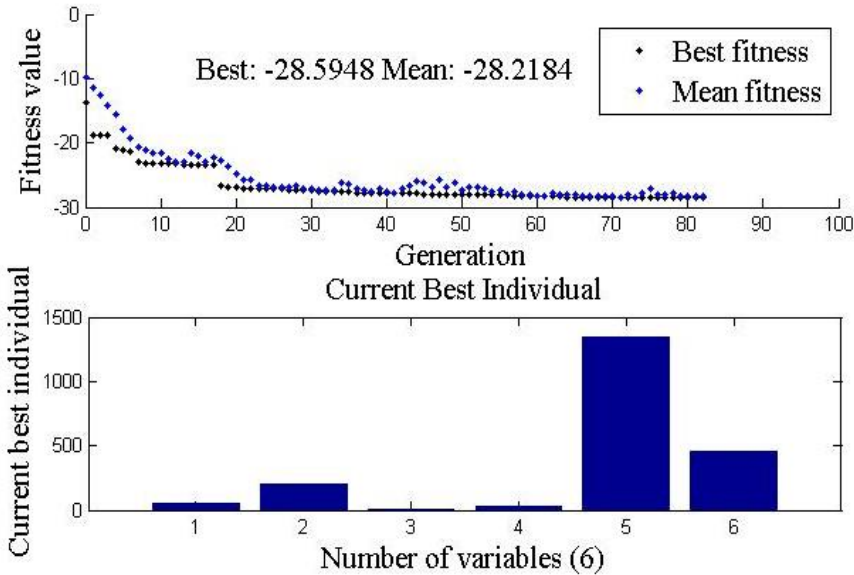 0
-10
-20
-30
Fitness value
Best: -28.5948 Mean: -28.2184
Best fitness
Mean fitness
0 10 20 30 40 50 60 70 80 90 100
Generation
Current Best Individual
1500
1000
500
0
Current best individual
1 2 3 4 5 6
Number of variables (6)